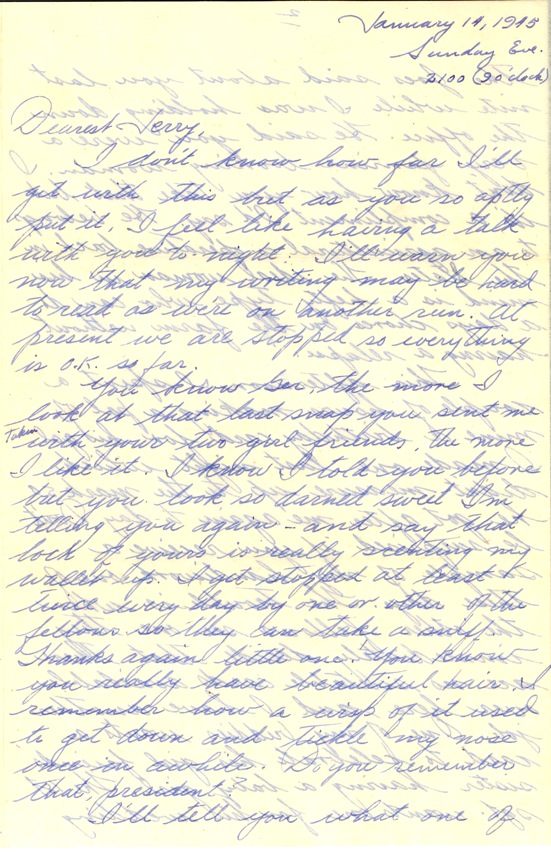 January 14, 1945
Sunday Eve.
2100 (9 o'clock)
Dearest Jerry,
I don't know how far I'll
get with this but as you so aptly
put it, I feel like having a talk
with you to night. I'll warn you
now that my writing may be hard
to read as were on another run. At
present we are stopped so everything
is O.K. so far.
You know Ger, the more I
look at that last snap you sent me
Taken
with your two girl friends, the more
I like it. I know I told you before
but you look so darnet sweet I'm
telling you again - and say that
lock of yours is really scenting my
wallet up. I get stopped at least
twice every day by one or other of the
fellows so they can take a sniff.
Thanks again little one. You know
you really have beautiful hair. I
remember how a wisp of it used
to get down and tickle my nose
once in awhile. Do you remember
that, president?
I'll tell you what one of